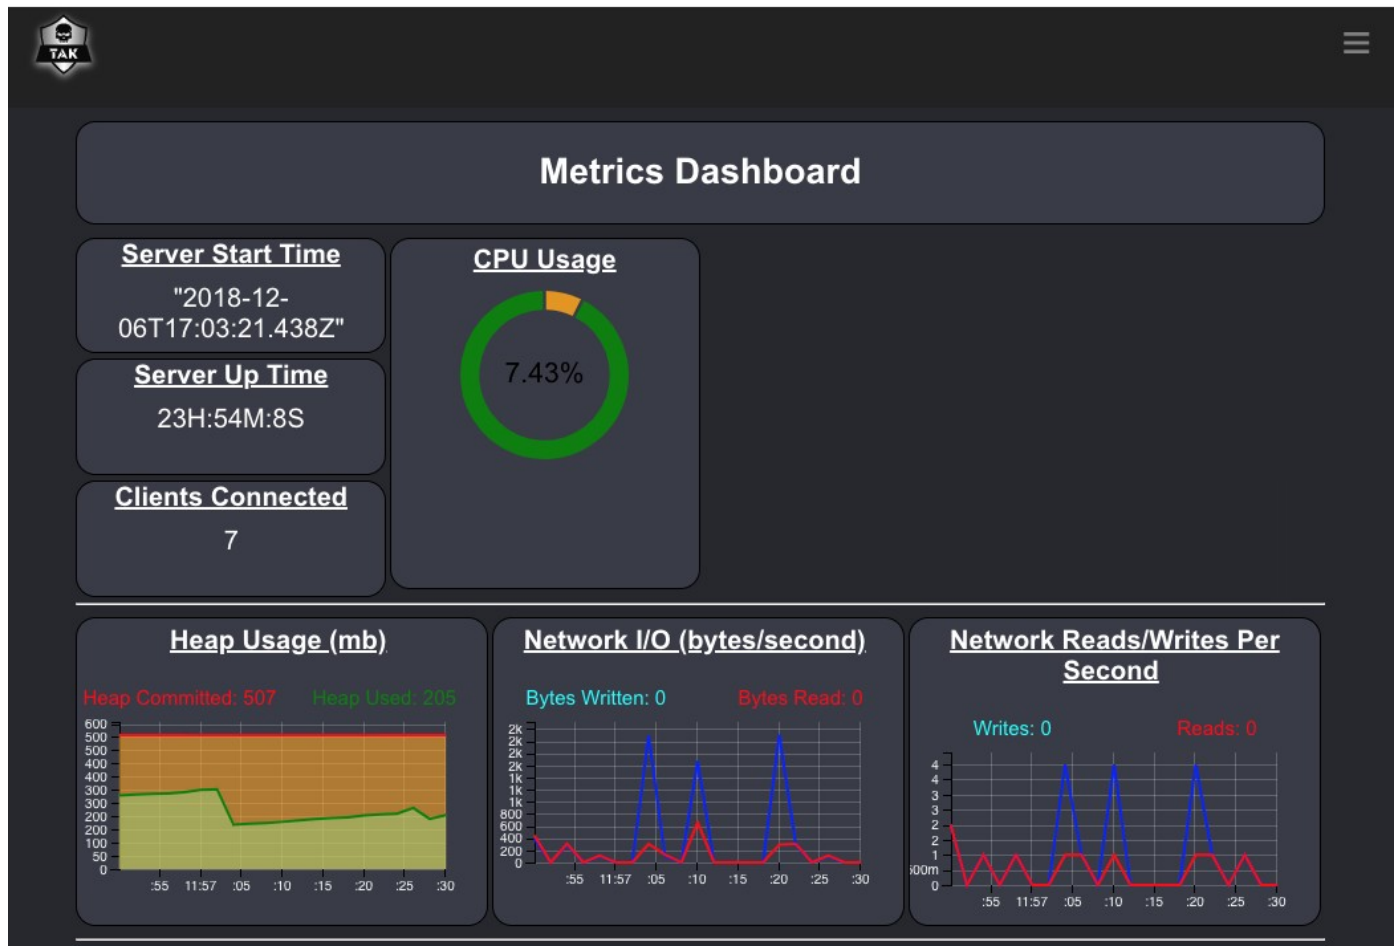 TAK
Metrics Dashboard
Server Start Time
"2018-12-
06T17:03:21.438Z"
Server Up Time
23H:54M:8S
Clients Connected
7
CPU Usage
7.43%
Heap Usage (mb)
Heap Committed: 507 Heap Used: 205
600
500
500
400
400
300
300
200
200
100
50
0
:55 11:57 :05 :10 :15 :20 :25 :30
Network I/O (bytes/second)
Bytes Written: 0 Bytes Read: 0
2k
2k
2k
2k
1k
1k
1k
800
600
400
200
0
:55 11:57 :05 :10 :15 :20 :25 :30
Network Reads/Writes Per
Second
Writes: 0 Reads: 0
4
4
3
3
2
2
1
500m
0
:55 11:57 :05 :10 :15 :20 :25 :30